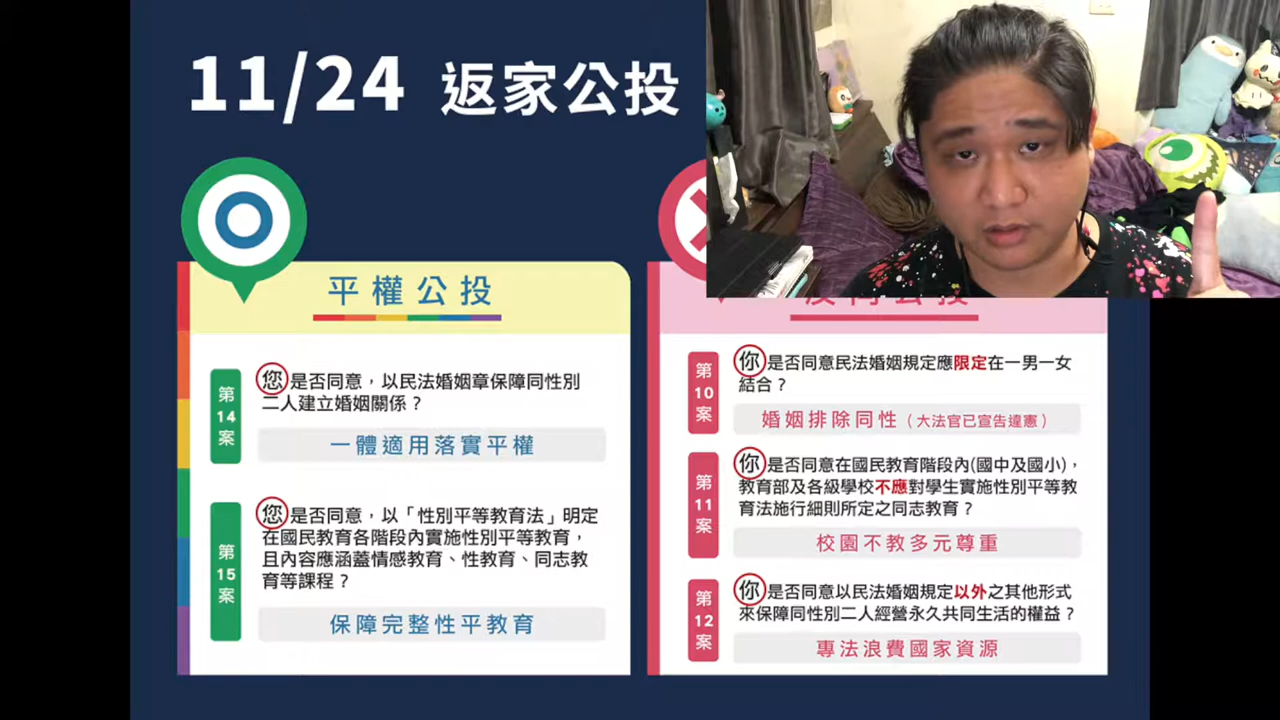 11/24 返家公投
平權公投
第14案
您是否同意，以民法婚姻章保障同性別
二人建立婚姻關係？
一體適用落實平權
第15案
您是否同意，以「性別平等教育法」明定
在國民教育各階段內實施性別平等教育，
且內容應涵蓋情感教育、性教育、同志教
育等課程？
保障完整性平教育
公投
第10案
你是否同意民法婚姻規定應限定在一男一女
結合？
婚姻排除同性（大法官已宣告違憲）
第11案
你是否同意在國民教育階段內(國中及國小)，
教育部及各級學校不應對學生實施性別平等教
育法施行細則所定之同志教育？
校園不教多元尊重
第12案
你是否同意以民法婚姻規定以外之其他形式
來保障同性別二人經營永久共同生活的權益？
專法浪費國家資源